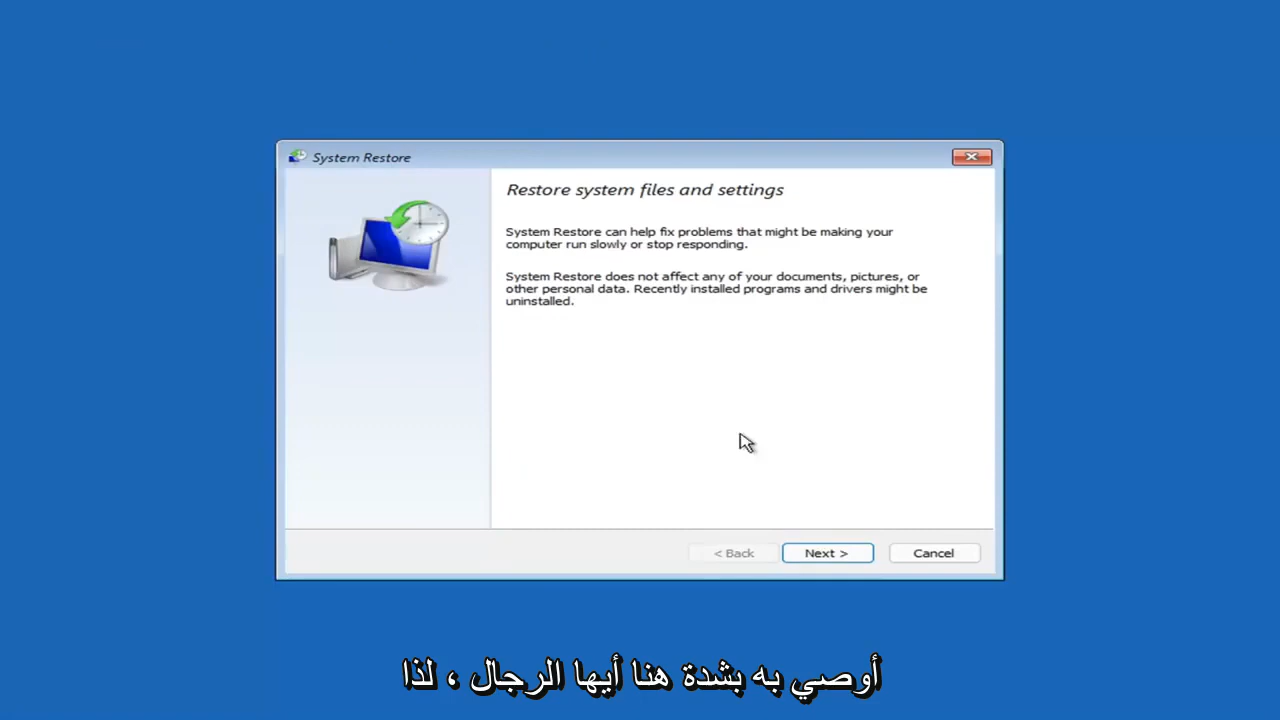 System Restore
Restore system files and settings
System Restore can help fix problems that might be making your
computer run slowly or stop responding.
System Restore does not affect any of your documents, pictures, or
other personal data. Recently installed programs and drivers might be
uninstalled.
< Back
Next >
Cancel
أوصي به بشدة هنا أيها الرجال ، لذا